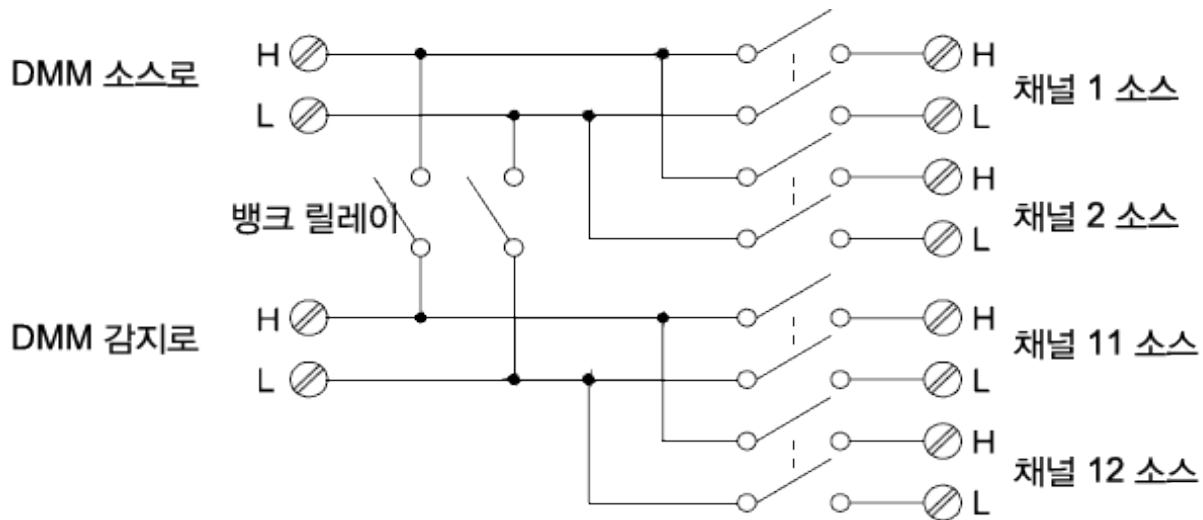 DMM 소스로
H
L
H
L
채널 1 소스
H
L
채널 2 소스
뱅크 릴레이
DMM 감지로
H
L
H
L
채널 11 소스
H
L
채널 12 소스